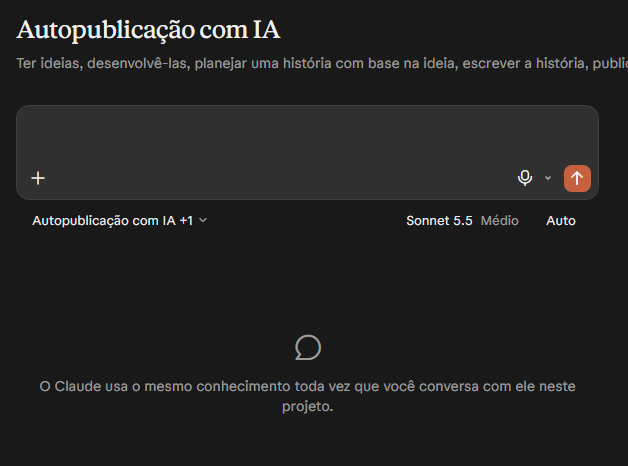 Autopublicação com IA
Ter ideias, desenvolvê-las, planejar uma história com base na ideia, escrever a história,
Autopublicação com IA +1
Sonnet 5.5 Médio Auto
O Claude usa o mesmo conhecimento toda vez que você conversa com ele neste
projeto.